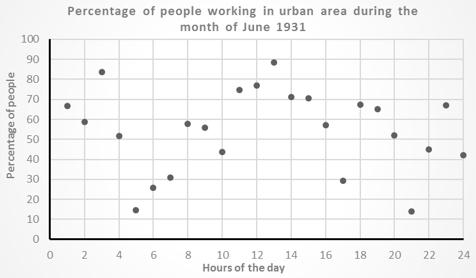 Percentage of people working in urban area during the
month of June 1931
Percentage of people
100
90
80
70
60
50
40
30
20
10
0
0 2 4 6 8 10 12 14 16 18 20 22 24
Hours of the day